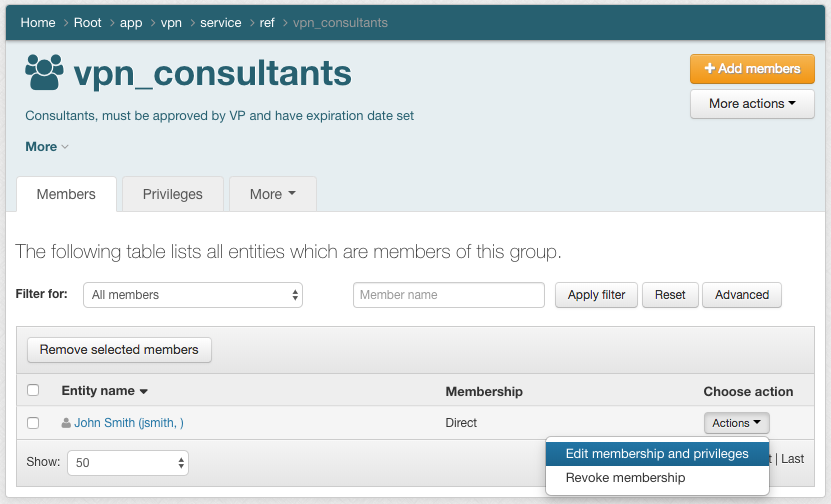 Home > Root > app > vpn > service > ref > vpn_consultants
vpn_consultants
+ Add members
More actions
Consultants, must be approved by VP and have expiration date set
More
Members Privileges More
The following table lists all entities which are members of this group.
Filter for: All members Member name Apply filter Reset Advanced
Remove selected members
Entity name Membership Choose action
John Smith (jsmith, ) Direct Actions
Edit membership and privileges
Show: 50 | Last
Revoke membership